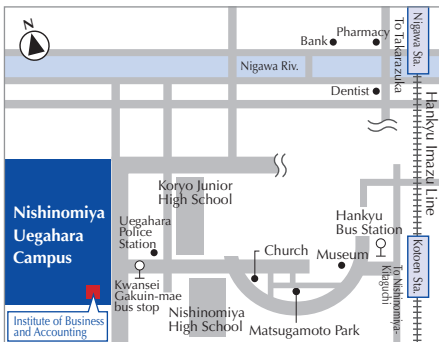 N
Pharmacy
Bank
Nigawa Sta.
To Takarazuka
Nigawa Riv.
Dentist
Hankyu Imazu Line
Koryo Junior
High School
Nishinomiya
Uegahara
Campus
Uegahara
Police
Station
Hankyu
Bus Station
Church
Museum
Kotoen Sta.
To Nishinomiya-
Kitaguchi
Kwansei
Gakuin-mae
bus stop
Nishinomiya
High School
Matsugamoto Park
Institute of Business
and Accounting